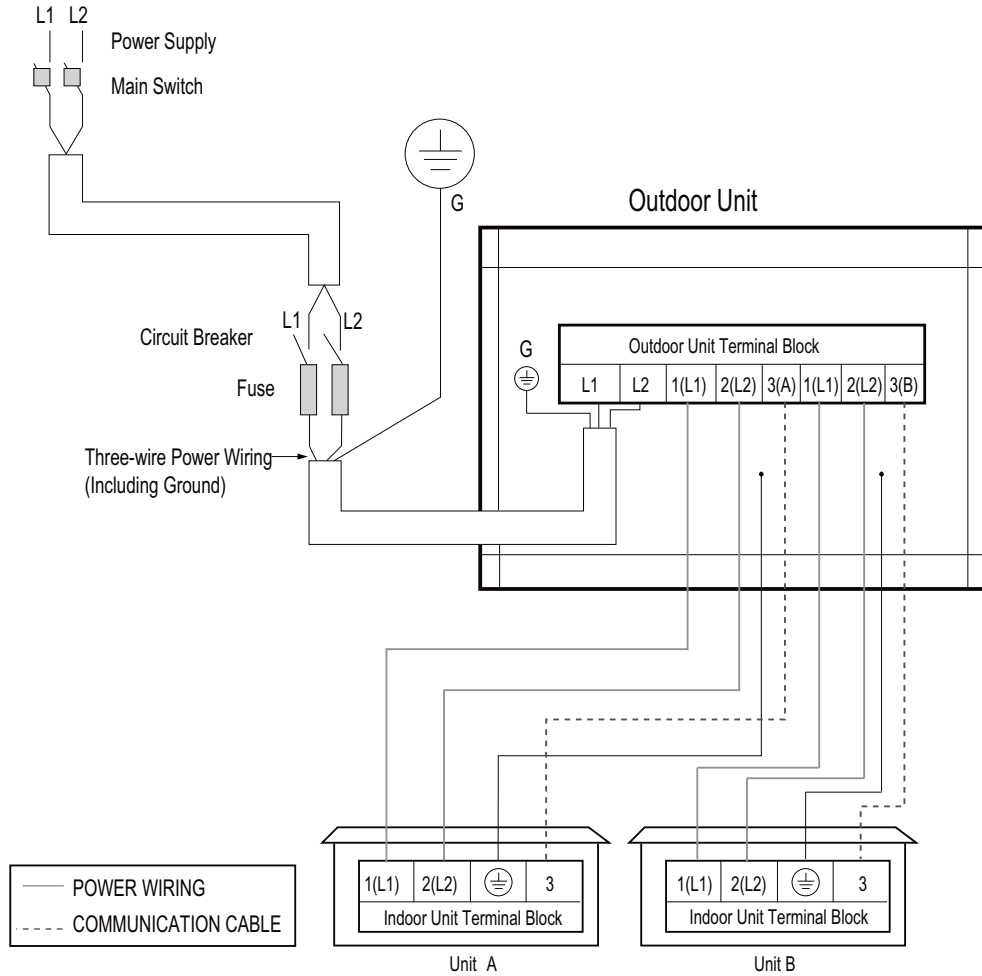 L1 L2
Power Supply
Main Switch
G
Outdoor Unit
Circuit Breaker
L1 L2
Fuse
Three-wire Power Wiring
(Including Ground)
G
Outdoor Unit Terminal Block
L1 L2 1(L1) 2(L2) 3(A) 1(L1) 2(L2) 3(B)
1(L1) 2(L2) 3
Indoor Unit Terminal Block
Unit A
1(L1) 2(L2) 3
Indoor Unit Terminal Block
Unit B
POWER WIRING
COMMUNICATION CABLE